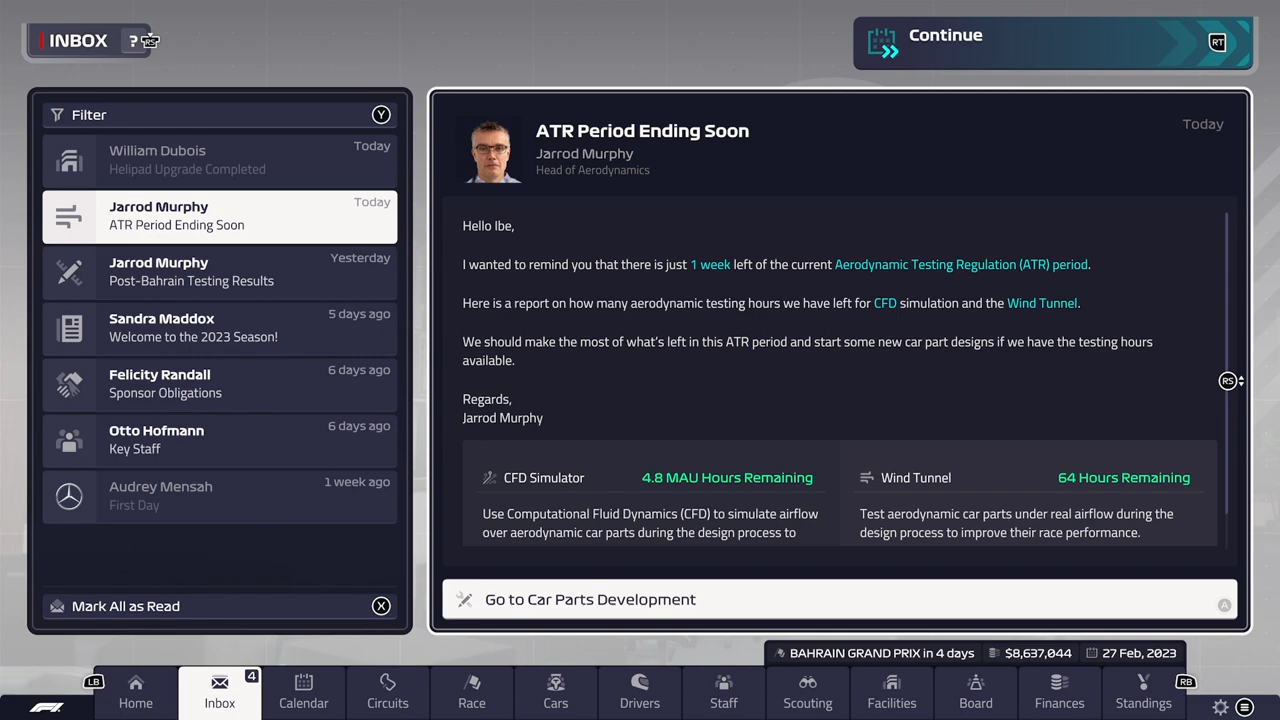 INBOX
?
RS
Continue
RT
Filter
Y
William Dubois
Today
Helipad Upgrade Completed
Jarrod Murphy
Today
ATR Period Ending Soon
Jarrod Murphy
Yesterday
Post-Bahrain Testing Results
Sandra Maddox
5 days ago
Welcome to the 2023 Season!
Felicity Randall
6 days ago
Sponsor Obligations
Otto Hofmann
6 days ago
Key Staff
Audrey Mensah
1 week ago
First Day
Mark All as Read
X
ATR Period Ending Soon
Today
Jarrod Murphy
Head of Aerodynamics
Hello Ibe,
I wanted to remind you that there is just 1 week left of the current Aerodynamic Testing Regulation (ATR) period.
Here is a report on how many aerodynamic testing hours we have left for CFD simulation and the Wind Tunnel.
We should make the most of what's left in this ATR period and start some new car part designs if we have the testing hours
available.
Regards,
Jarrod Murphy
RS
CFD Simulator
4.8 MAU Hours Remaining
Use Computational Fluid Dynamics (CFD) to simulate airflow
over aerodynamic car parts during the design process to
Wind Tunnel
64 Hours Remaining
Test aerodynamic car parts under real airflow during the
design process to improve their race performance.
Go to Car Parts Development
A
BAHRAIN GRAND PRIX in 4 days
$8,637,044
27 Feb, 2023
LB
Home
Inbox
4
Calendar
Circuits
Race
Cars
Drivers
Staff
Scouting
Facilities
Board
Finances
Standings
RB
F1